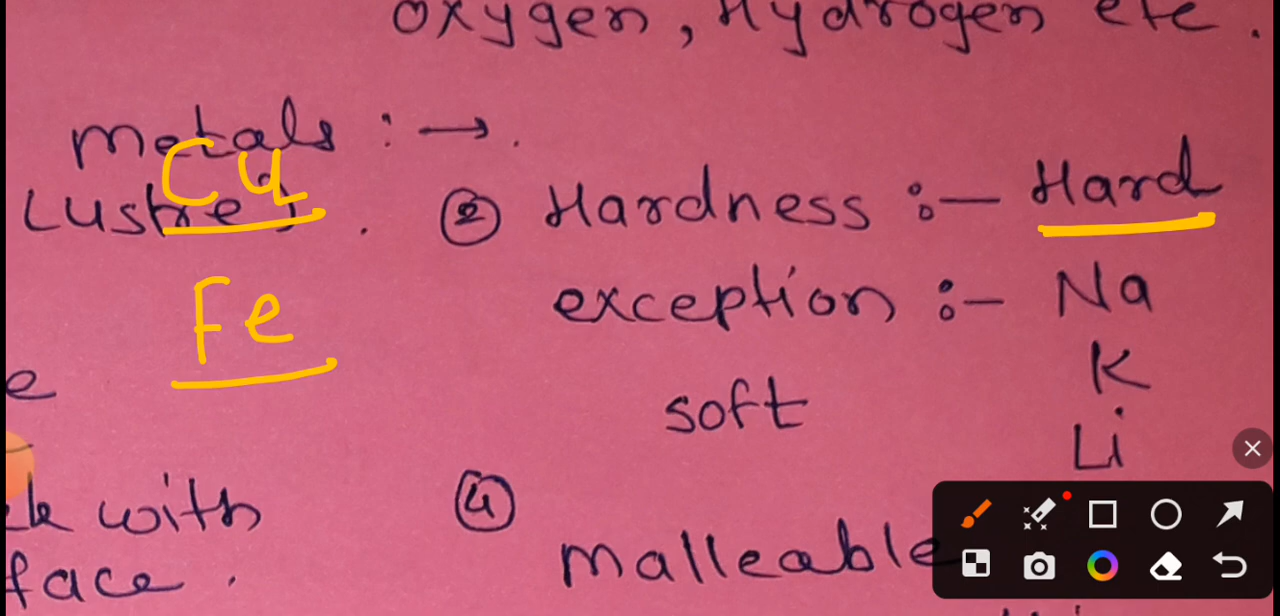 oxygen, Hydrogen etc.
metals :→.
Lustre).
Cu
② Hardness :— Hard
Fe
exception :— Na
K
e
soft
Li
with
④
face.
malleable